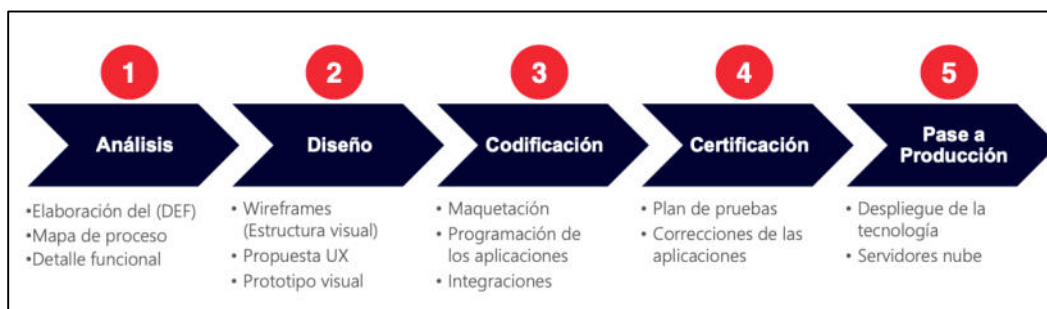 1
Análisis
•Elaboración del (DEF)
•Mapa de proceso
•Detalle funcional
2
Diseño
• Wireframes
(Estructura visual)
• Propuesta UX
• Prototipo visual
3
Codificación
• Maquetación
• Programación de
los aplicaciones
• Integraciones
4
Certificación
• Plan de pruebas
• Correcciones de las
aplicaciones
5
Pase a
Producción
• Despliegue de la
tecnología
• Servidores nube